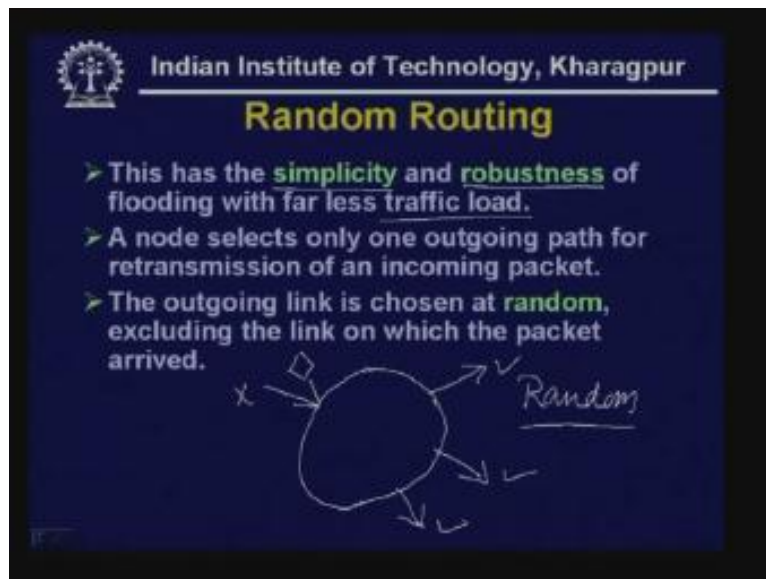 Indian Institute of Technology, Kharagpur
Random Routing
This has the simplicity and robustness of
flooding with far less traffic load.
A node selects only one outgoing path for
retransmission of an incoming packet.
The outgoing link is chosen at random,
excluding the link on which the packet
arrived.
x
Random